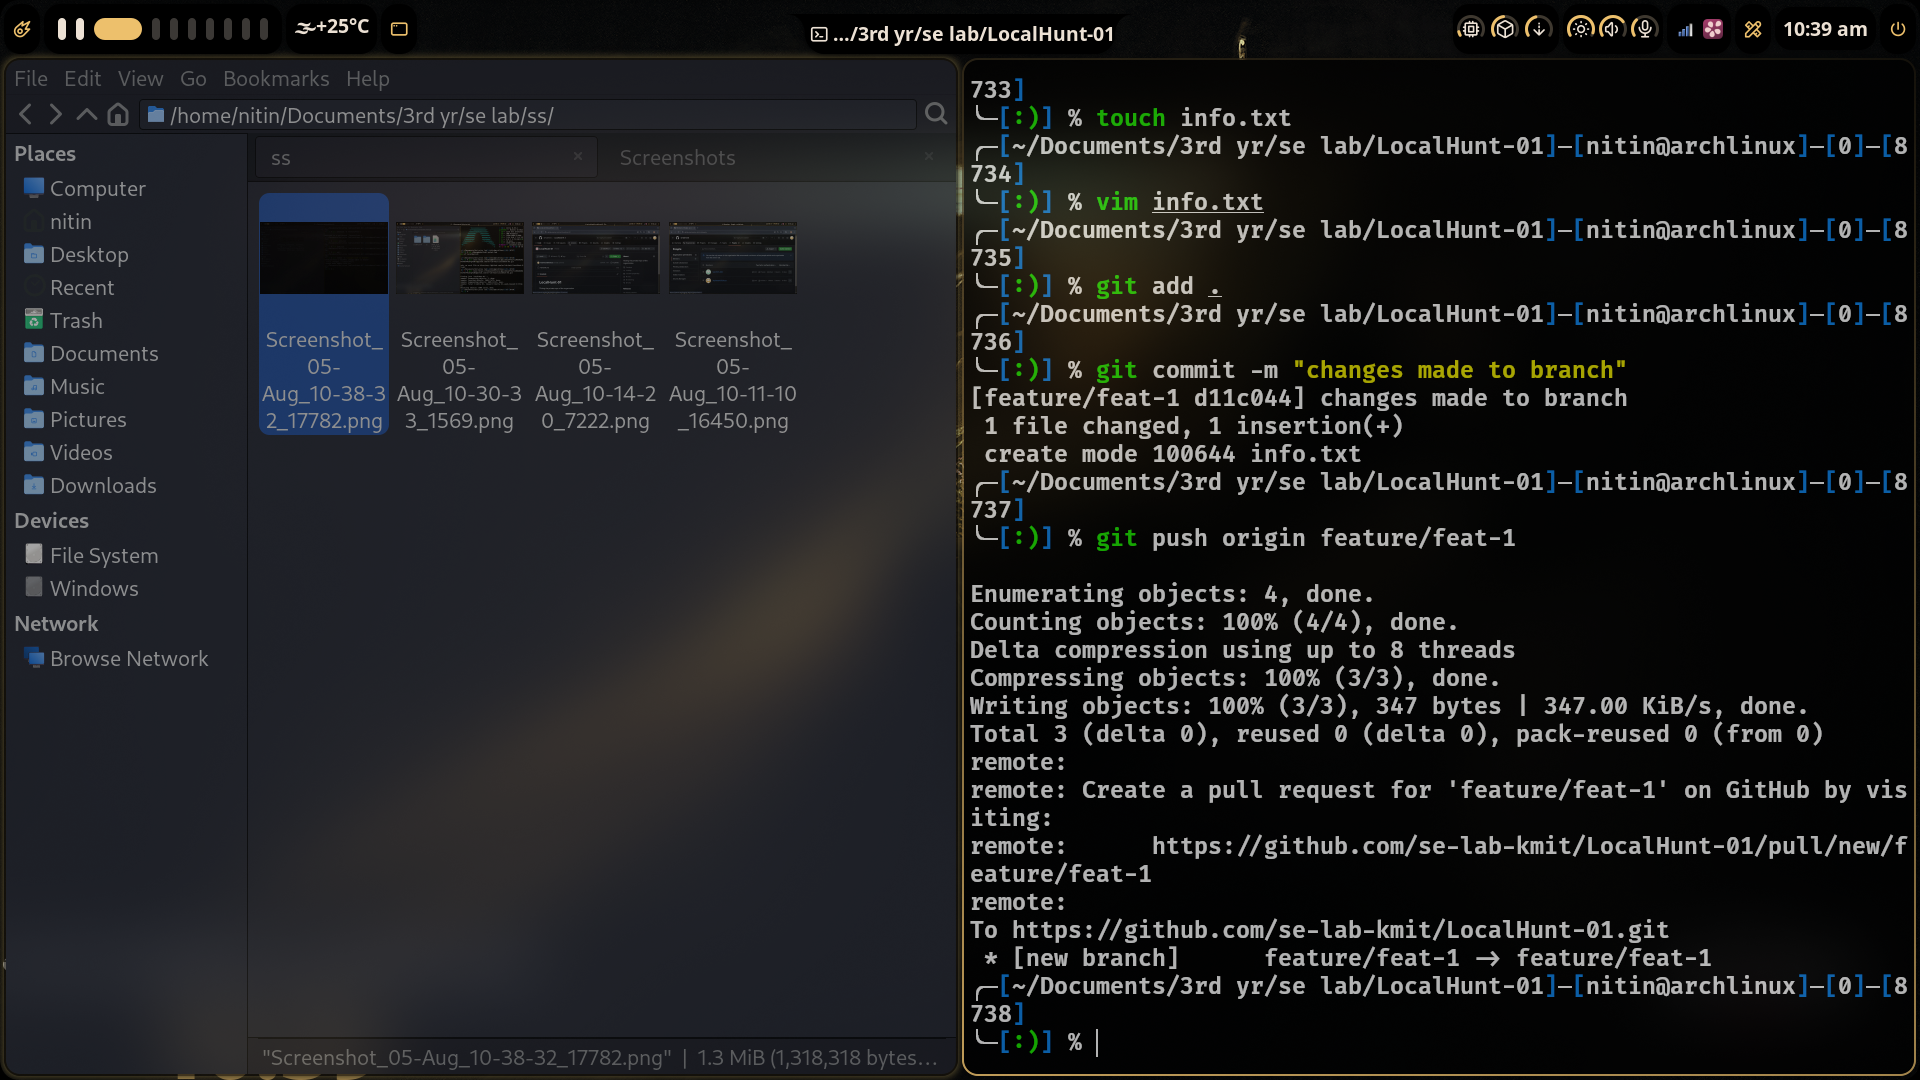 +25°C
.../3rd yr/se lab/LocalHunt-01
10:39 am
File Edit View Go Bookmarks Help
/home/nitin/Documents/3rd yr/se lab/ss/
Places
Computer
nitin
Desktop
Recent
Trash
Documents
Music
Pictures
Videos
Downloads
Devices
File System
Windows
Network
Browse Network
ss × Screenshots ×
Screenshot_
05-
Aug_10-38-3
2_17782.png
Screenshot_
05-
Aug_10-30-3
3_1569.png
Screenshot_
05-
Aug_10-14-2
0_7222.png
Screenshot_
05-
Aug_10-11-10
_16450.png
"Screenshot_05-Aug_10-38-32_17782.png" | 1.3 MiB (1,318,318 bytes...
733]
╰─[:)] % touch info.txt
╭─[~/Documents/3rd yr/se lab/LocalHunt-01]─[nitin@archlinux]─[0]─[8
734]
╰─[:)] % vim info.txt
╭─[~/Documents/3rd yr/se lab/LocalHunt-01]─[nitin@archlinux]─[0]─[8
735]
╰─[:)] % git add .
╭─[~/Documents/3rd yr/se lab/LocalHunt-01]─[nitin@archlinux]─[0]─[8
736]
╰─[:)] % git commit -m "changes made to branch"
[feature/feat-1 d11c044] changes made to branch
 1 file changed, 1 insertion(+)
 create mode 100644 info.txt
╭─[~/Documents/3rd yr/se lab/LocalHunt-01]─[nitin@archlinux]─[0]─[8
737]
╰─[:)] % git push origin feature/feat-1
Enumerating objects: 4, done.
Counting objects: 100% (4/4), done.
Delta compression using up to 8 threads
Compressing objects: 100% (3/3), done.
Writing objects: 100% (3/3), 347 bytes | 347.00 KiB/s, done.
Total 3 (delta 0), reused 0 (delta 0), pack-reused 0 (from 0)
remote:
remote: Create a pull request for 'feature/feat-1' on GitHub by vis
iting:
remote:      https://github.com/se-lab-kmit/LocalHunt-01/pull/new/f
eature/feat-1
remote:
To https://github.com/se-lab-kmit/LocalHunt-01.git
 * [new branch]      feature/feat-1 -> feature/feat-1
╭─[~/Documents/3rd yr/se lab/LocalHunt-01]─[nitin@archlinux]─[0]─[8
738]
╰─[:)] %